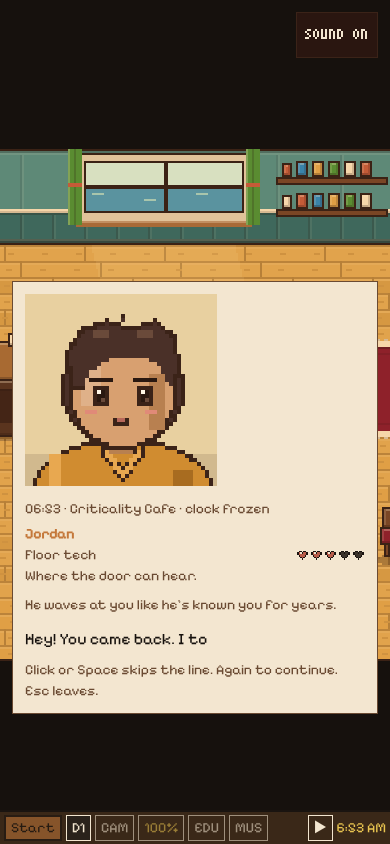 SOUND ON
06:53 · Criticality Cafe · clock frozen
Jordan
Floor tech
Where the door can hear.
He waves at you like he's known you for years.
Hey! You came back. I to
Click or Space skips the line. Again to continue.
Esc leaves.
Start D1 CAM 100% EDU MUS 6:53 AM